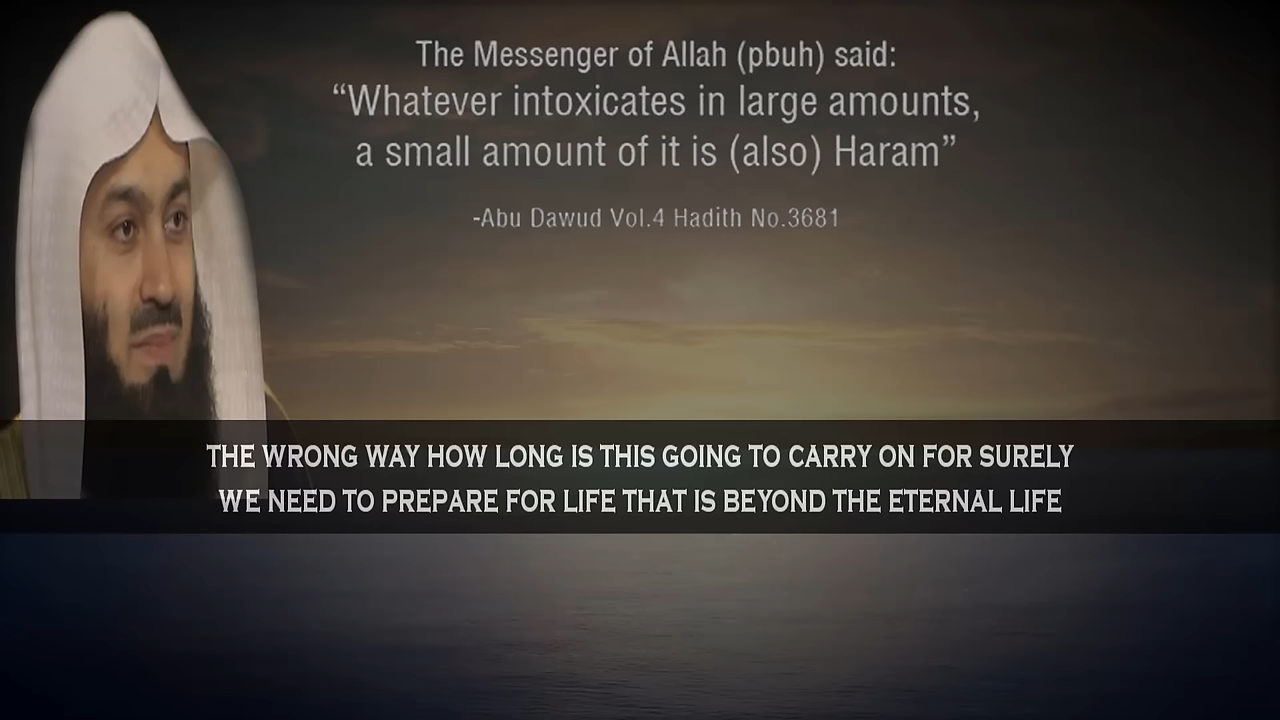 The Messenger of Allah (pbuh) said:
“Whatever intoxicates in large amounts,
a small amount of it is (also) Haram”
-Abu Dawud Vol.4 Hadith No.3681
THE WRONG WAY HOW LONG IS THIS GOING TO CARRY ON FOR SURELY
WE NEED TO PREPARE FOR LIFE THAT IS BEYOND THE ETERNAL LIFE